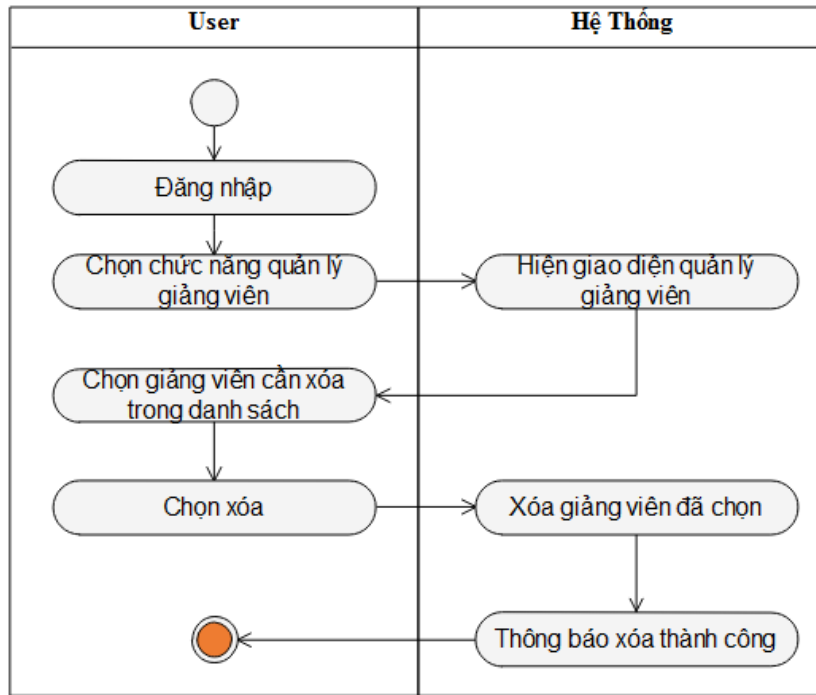 User
Hệ Thống
Đăng nhập
Chọn chức năng quản lý
giảng viên
Hiện giao diện quản lý
giảng viên
Chọn giảng viên cần xóa
trong danh sách
Chọn xóa
Xóa giảng viên đã chọn
Thông báo xóa thành công